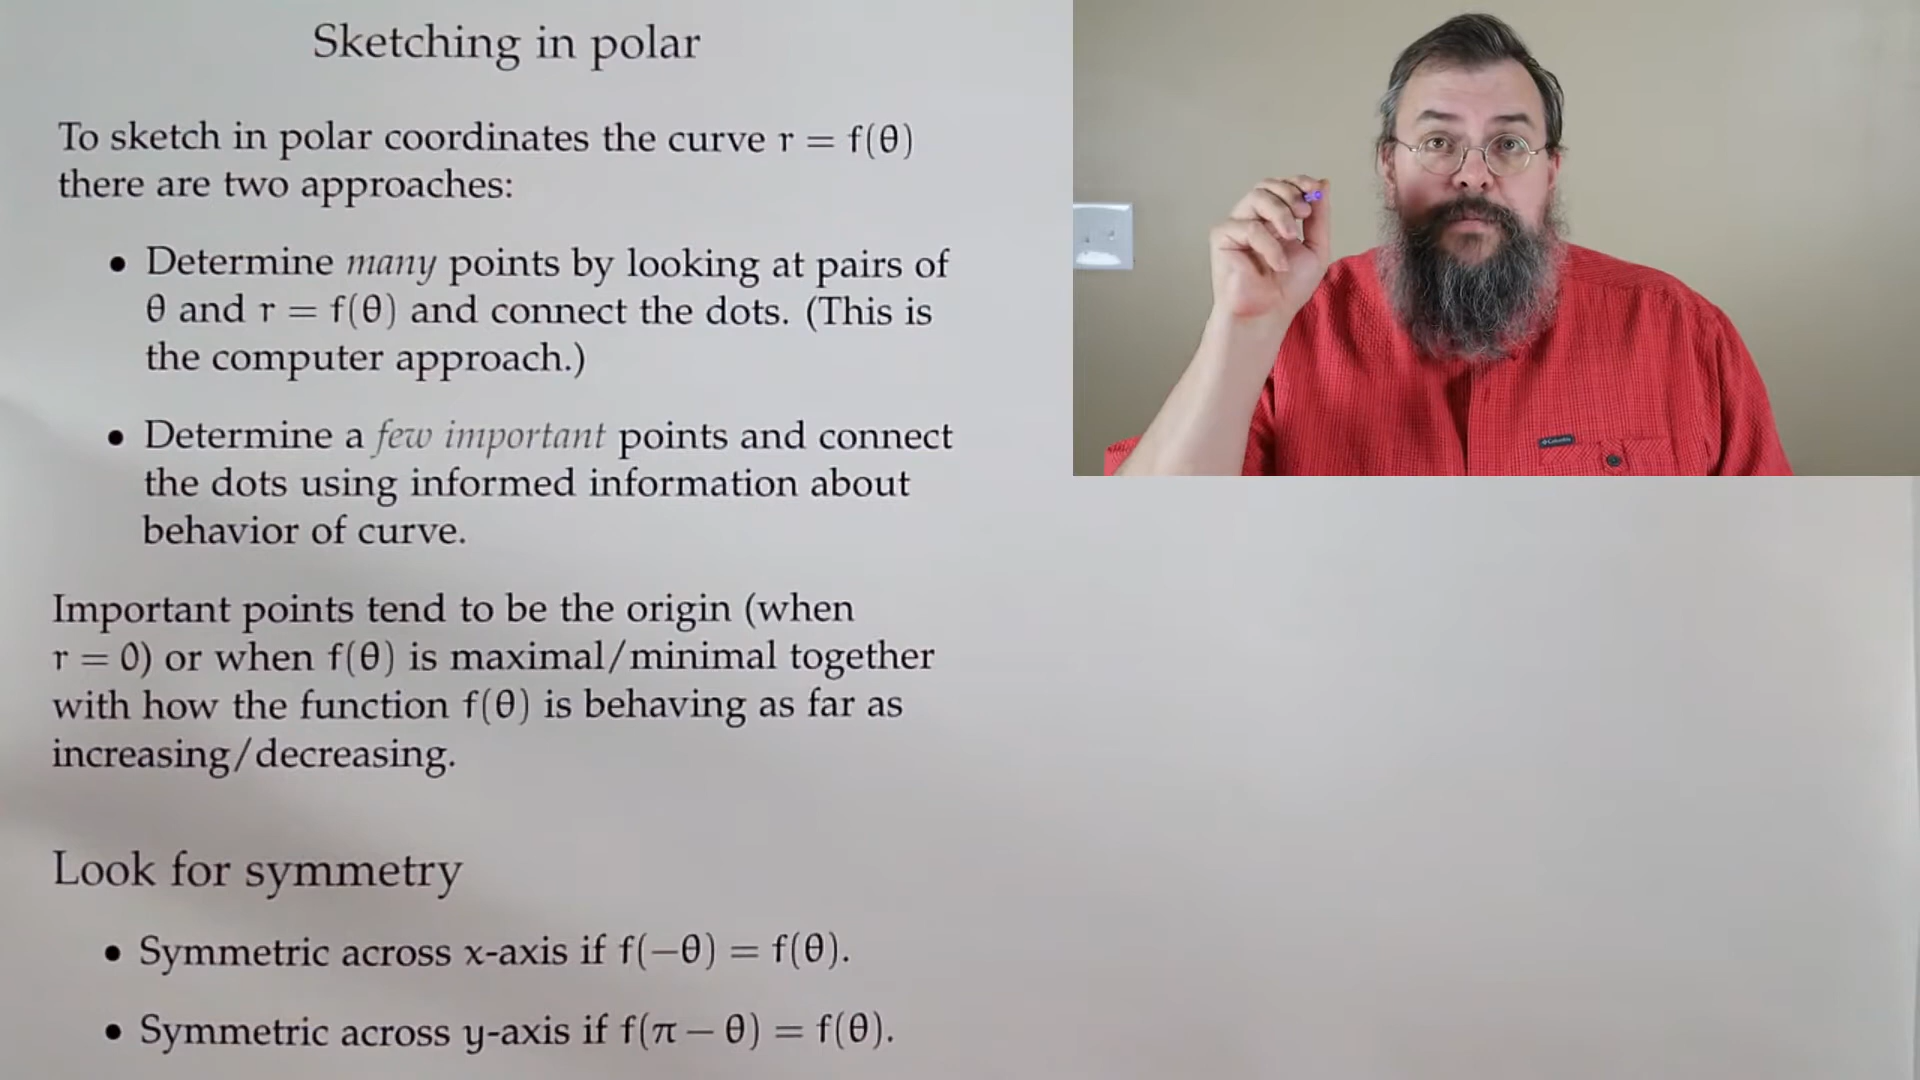 Sketching in polar
To sketch in polar coordinates the curve r = f(θ)
there are two approaches:
• Determine many points by looking at pairs of
θ and r = f(θ) and connect the dots. (This is
the computer approach.)
• Determine a few important points and connect
the dots using informed information about
behavior of curve.
Important points tend to be the origin (when
r = 0) or when f(θ) is maximal/minimal together
with how the function f(θ) is behaving as far as
increasing/decreasing.
Look for symmetry
• Symmetric across x-axis if f(−θ) = f(θ).
• Symmetric across y-axis if f(π − θ) = f(θ).
Columbia